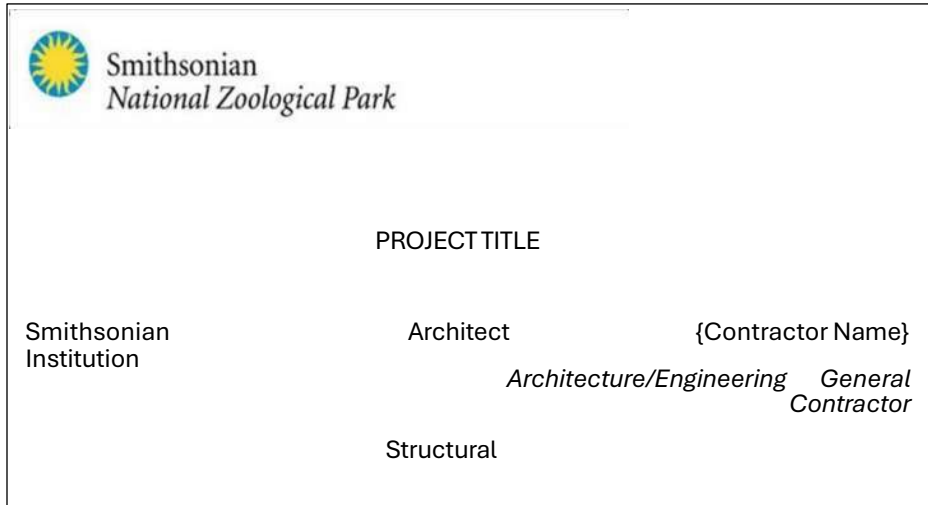 Smithsonian
National Zoological Park
PROJECT TITLE
Smithsonian Architect {Contractor Name}
Institution
Architecture/Engineering General
Contractor
Structural